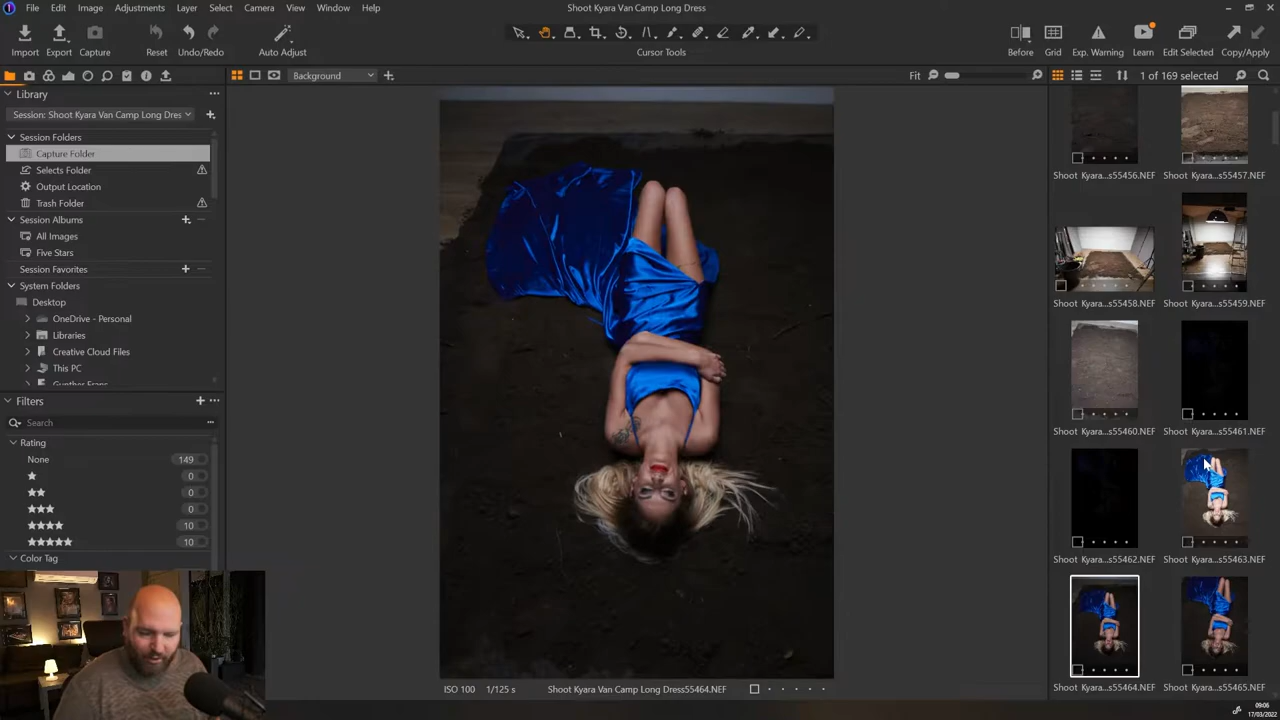 File Edit Image Adjustments Layer Select Camera View Window Help
Shoot Kyara Van Camp Long Dress
Import Export Capture Reset Undo/Redo Auto Adjust
Cursor Tools
Before Grid Exp. Warning Learn Edit Selected Copy/Apply
Library
Background
Fit
1 of 169 selected
Session: Shoot Kyara Van Camp Long Dres
Session Folders
Capture Folder
Selects Folder
Output Location
Trash Folder
Session Albums
All Images
Five Stars
Session Favorites
System Folders
Desktop
OneDrive - Personal
Libraries
Creative Cloud Files
This PC
Filters
Search
Rating
None 149
0
0
0
10
10
Color Tag
Shoot Kyara...s55456.NEF Shoot Kyara...s55457.NEF
Shoot Kyara...s55458.NEF Shoot Kyara...s55459.NEF
Shoot Kyara...s55460.NEF Shoot Kyara...s55461.NEF
Shoot Kyara...s55462.NEF Shoot Kyara...s55463.NEF
Shoot Kyara...s55464.NEF Shoot Kyara...s55465.NEF
ISO 100 1/125 s Shoot Kyara Van Camp Long Dress55464.NEF
09:06
17/03/2022